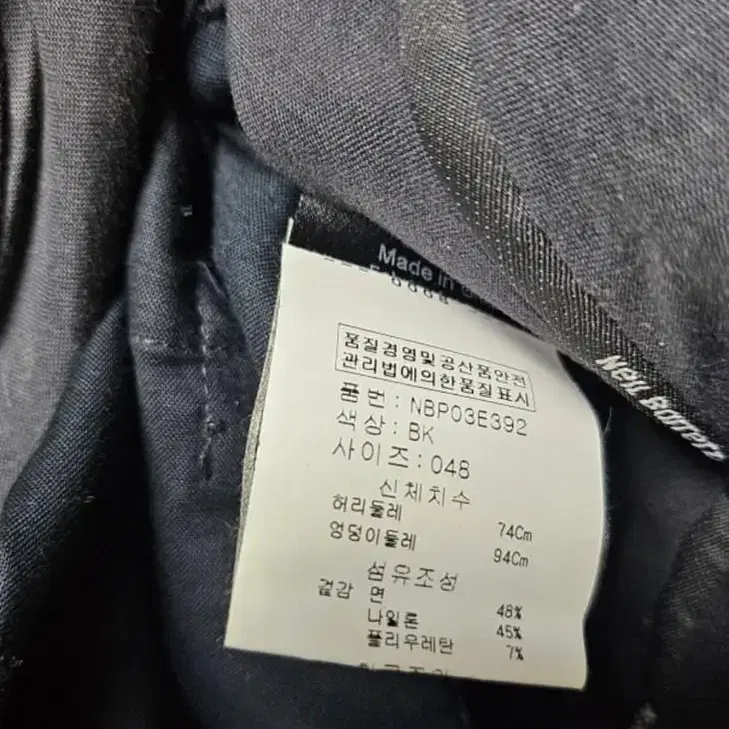 Made in
Neil Barrett
품질경영및 공산품안전
관리법에의한품질표시
품번 : NBP03E392
색상 : BK
사이즈 : 048
신체치수
허리둘레 74Cm
엉덩이둘레 94Cm
섬유조성
겉감 면 48%
나일론 45%
폴리우레탄 7%